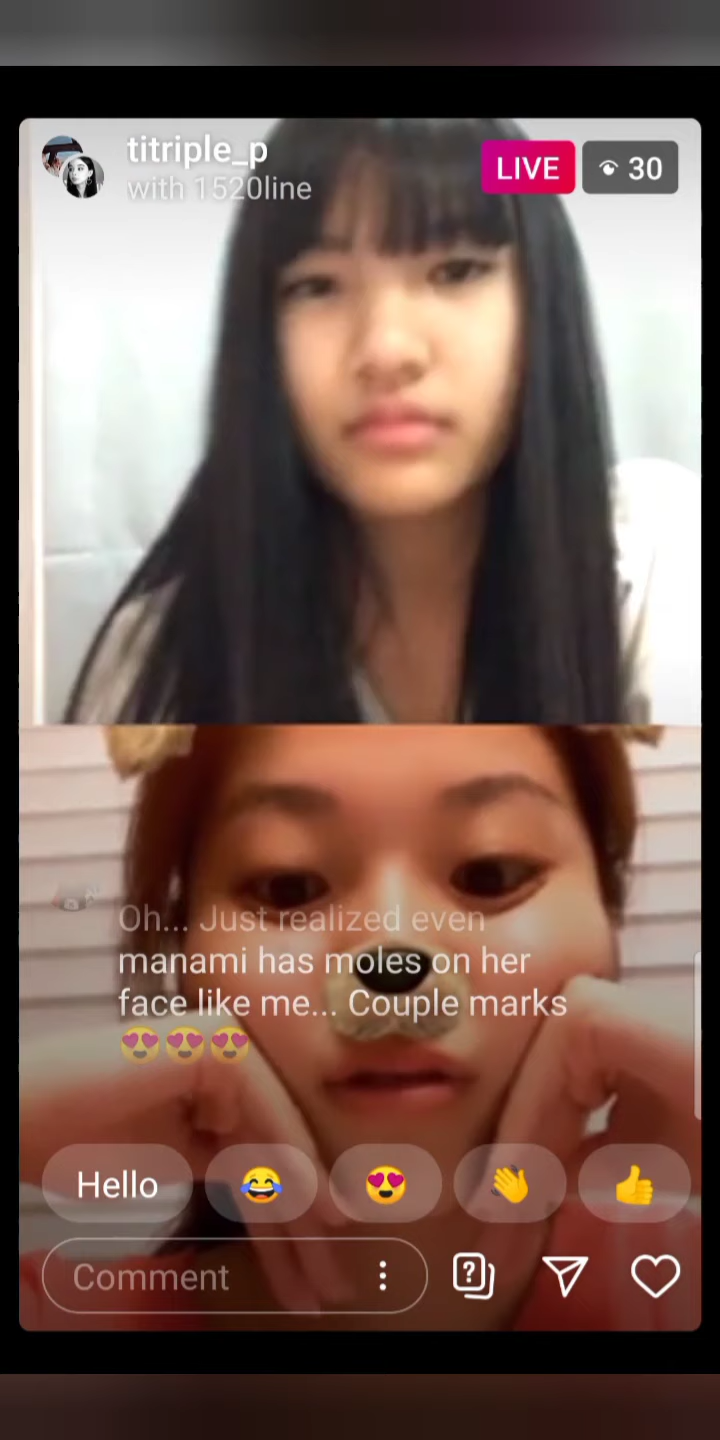 titriple_p
with 1520line
LIVE
30
Oh... Just realized even
manami has moles on her
face like me... Couple marks
😍😍😍
Hello
😂
😍
👋
👍
Comment